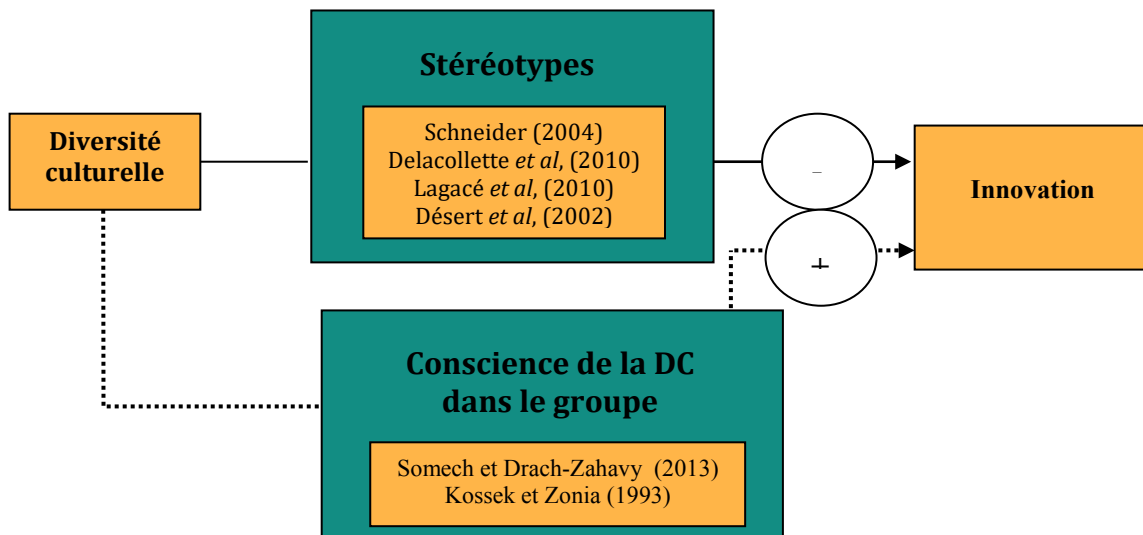 Diversité
culturelle
Stéréotypes
Schneider (2004)
Delacollette et al, (2010)
Lagacé et al, (2010)
Désert et al, (2002)
–
+
Innovation
Conscience de la DC
dans le groupe
Somech et Drach-Zahavy (2013)
Kossek et Zonia (1993)